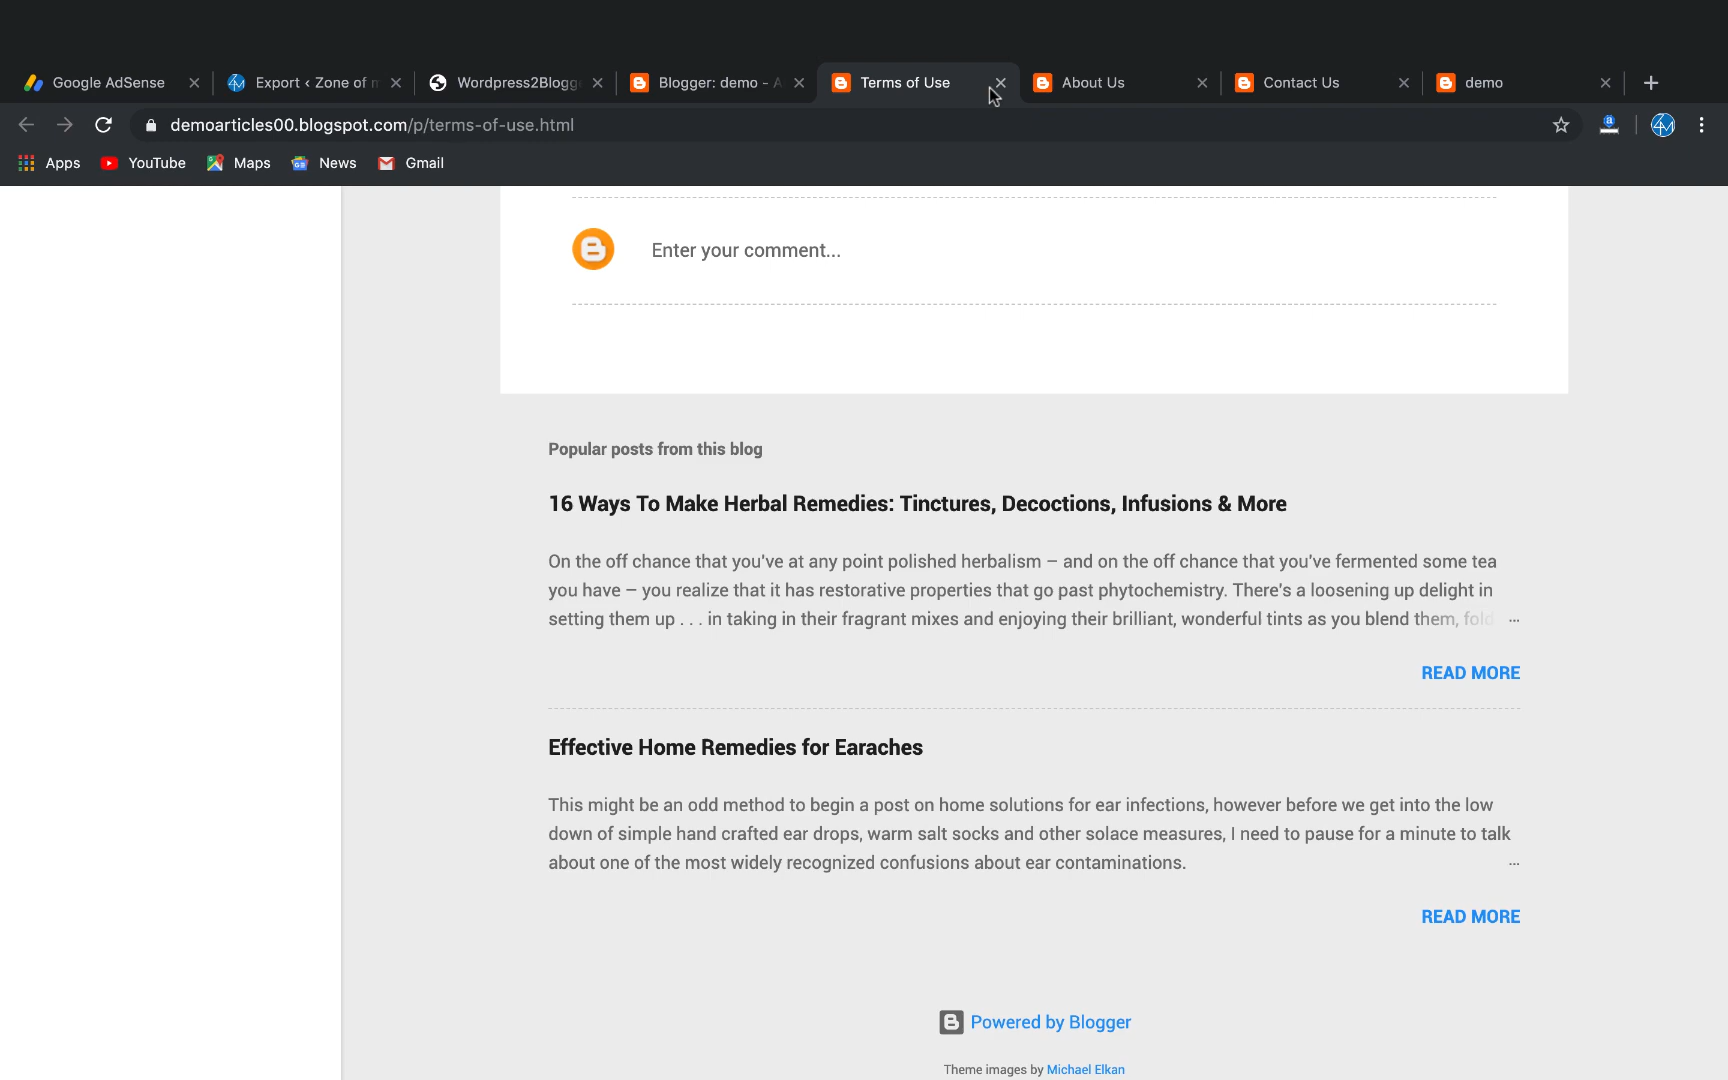 Google AdSense
Export ‹ Zone of m
Wordpress2Blogg
Blogger: demo - A
Terms of Use
About Us
Contact Us
demo
demoarticles00.blogspot.com/p/terms-of-use.html
Apps
YouTube
Maps
News
Gmail
Enter your comment...
Popular posts from this blog
16 Ways To Make Herbal Remedies: Tinctures, Decoctions, Infusions & More
On the off chance that you've at any point polished herbalism – and on the off chance that you've fermented some tea
you have – you realize that it has restorative properties that go past phytochemistry. There's a loosening up delight in
setting them up . . . in taking in their fragrant mixes and enjoying their brilliant, wonderful tints as you blend them, fold ...
READ MORE
Effective Home Remedies for Earaches
This might be an odd method to begin a post on home solutions for ear infections, however before we get into the low
down of simple hand crafted ear drops, warm salt socks and other solace measures, I need to pause for a minute to talk
about one of the most widely recognized confusions about ear contaminations. ...
READ MORE
Powered by Blogger
Theme images by Michael Elkan